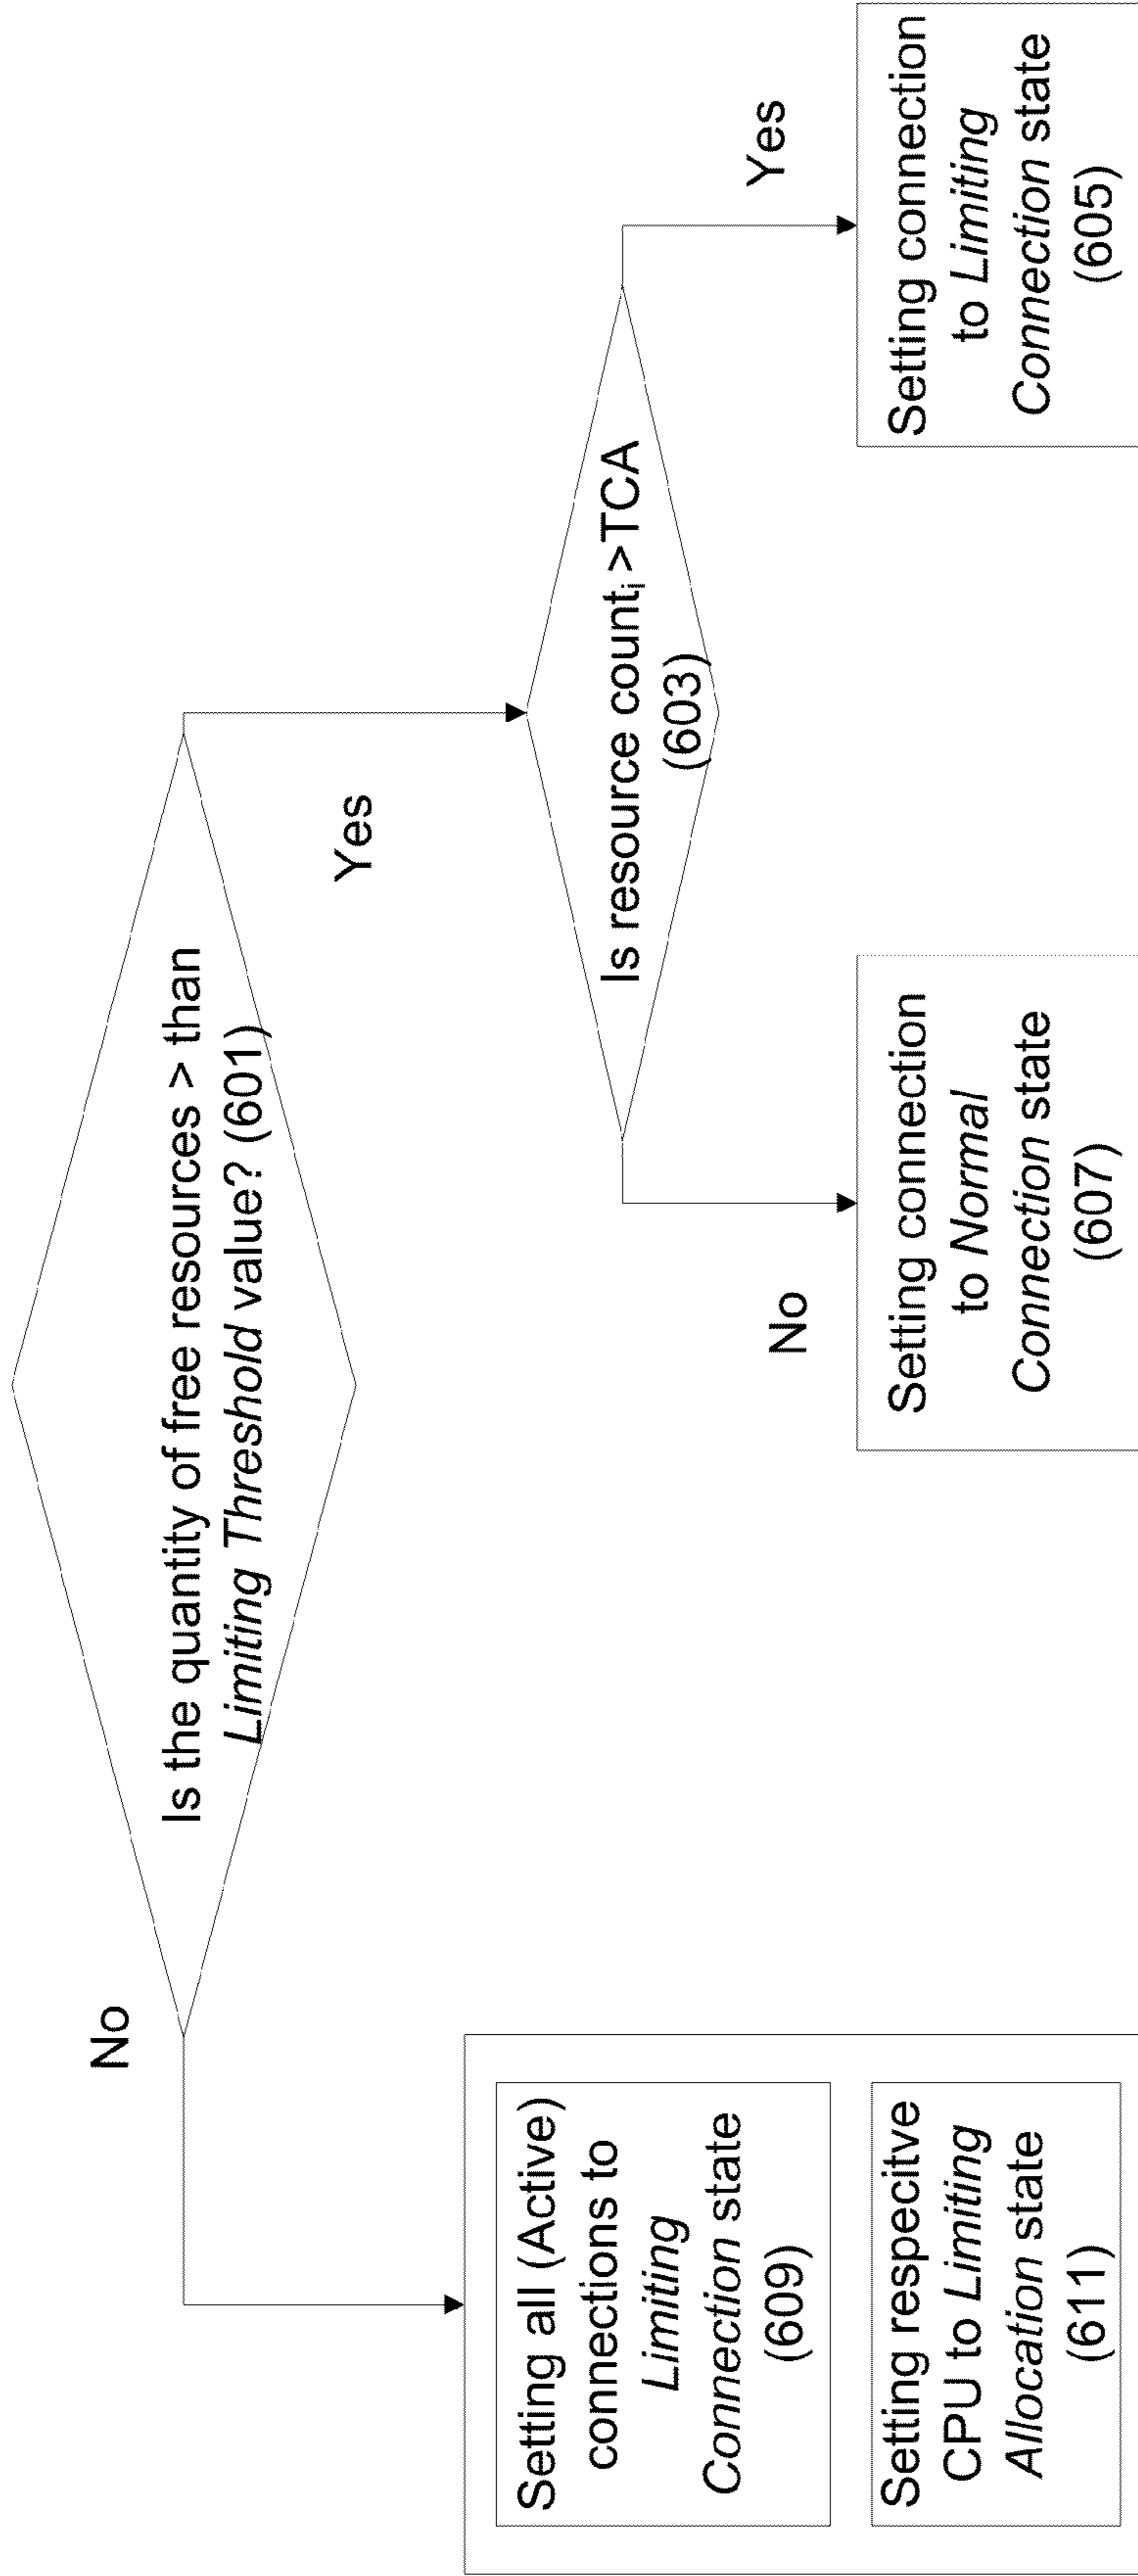 Is the quantity of free resources > than
Limiting Threshold value? (601)
No
Yes
Is resource countᵢ >TCA
(603)
No
Yes
Setting all (Active)
connections to
Limiting
Connection state
(609)
Setting respecitve
CPU to Limiting
Allocation state
(611)
Setting connection
to Normal
Connection state
(607)
Setting connection
to Limiting
Connection state
(605)